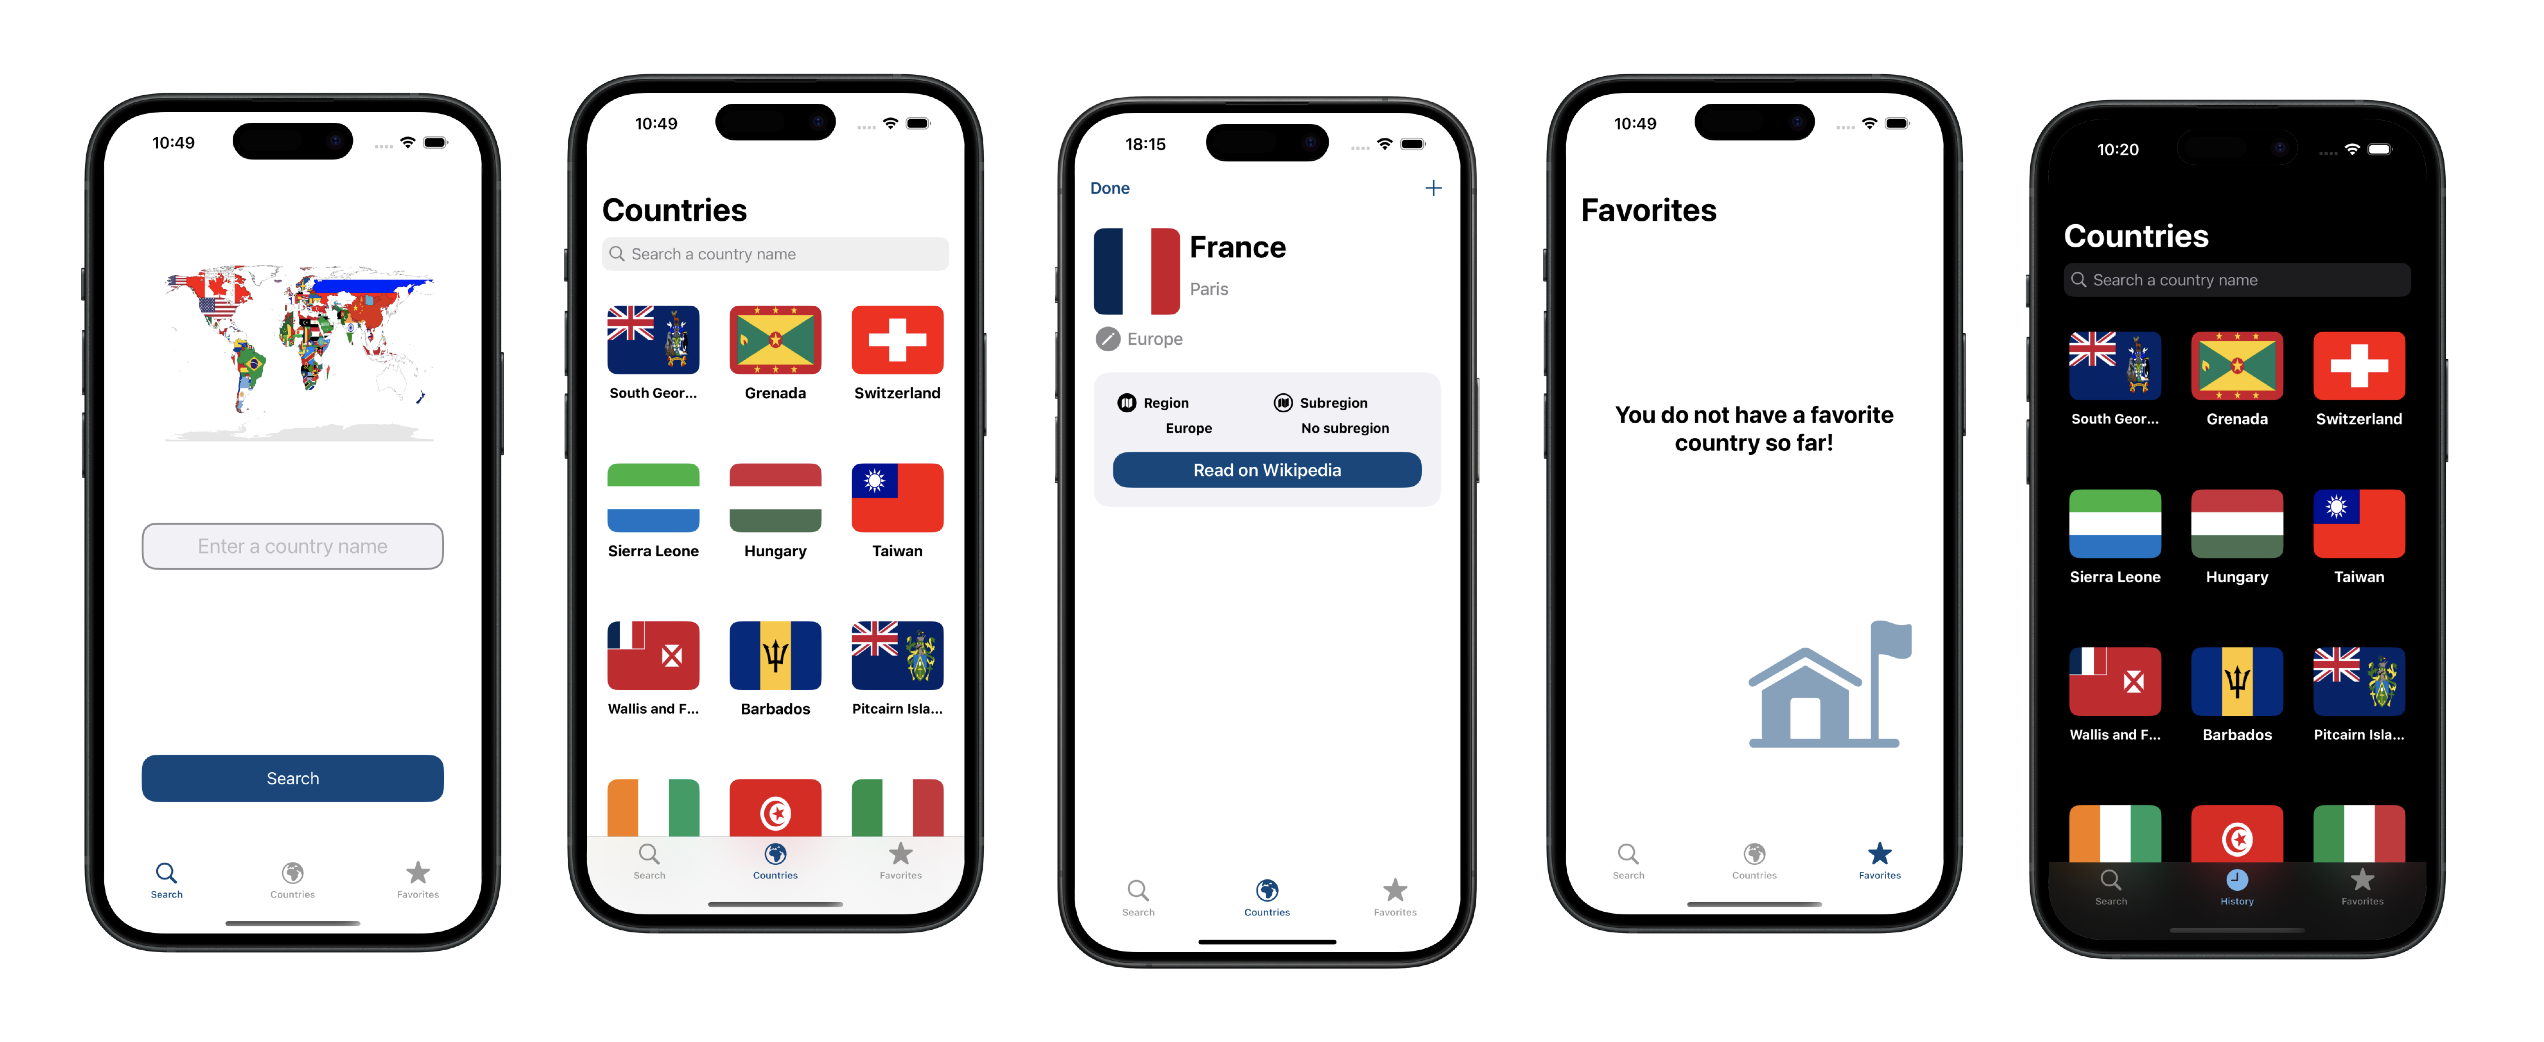 10:49
Enter a country name
Search
Search
Countries
Favorites
10:49
Countries
Search a country name
South Geor...
Grenada
Switzerland
Sierra Leone
Hungary
Taiwan
Wallis and F...
Barbados
Pitcairn Isla...
Search
Countries
Favorites
18:15
Done
France
Paris
Europe
Region
Subregion
Europe
No subregion
Read on Wikipedia
Search
Countries
Favorites
10:49
Favorites
You do not have a favorite
country so far!
Search
Countries
Favorites
10:20
Countries
Search a country name
South Geor...
Grenada
Switzerland
Sierra Leone
Hungary
Taiwan
Wallis and F...
Barbados
Pitcairn Isla...
Search
History
Favorites